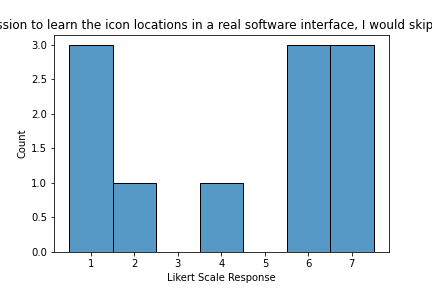 ssion to learn the icon locations in a real software interface, I would skip
3.0
2.5
2.0
1.5
1.0
0.5
0.0
Count
1 2 3 4 5 6 7
Likert Scale Response